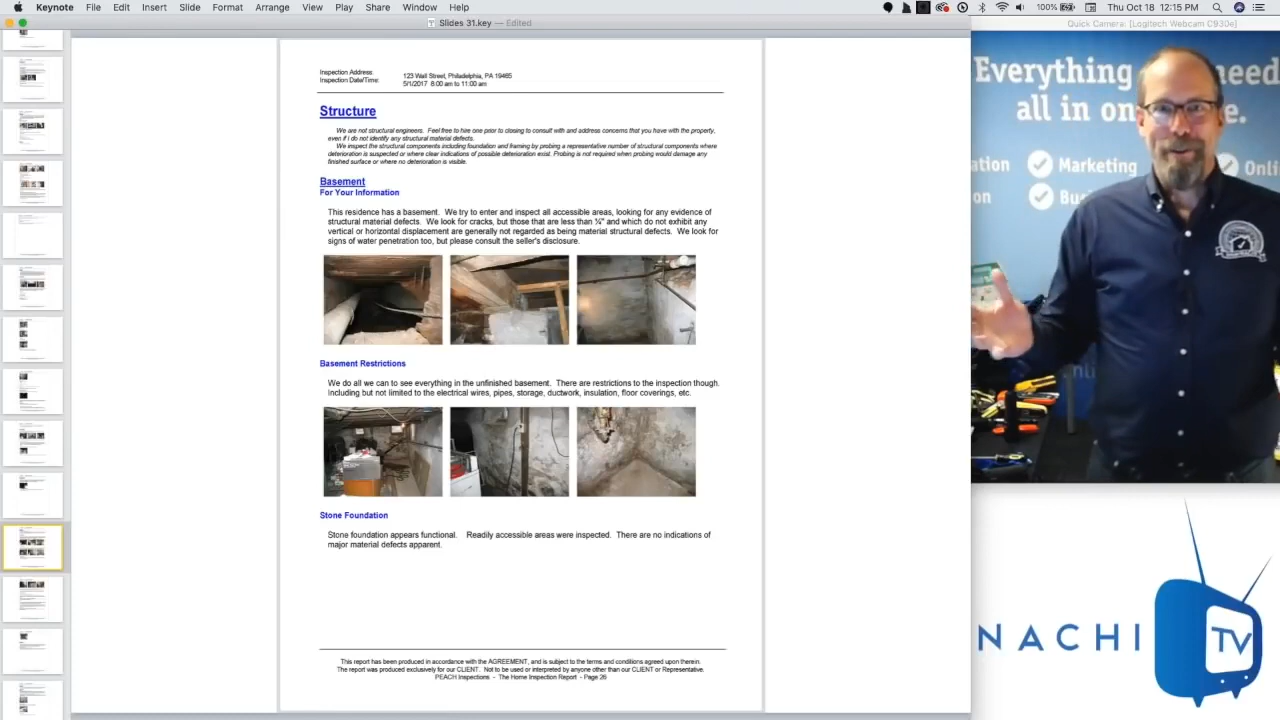 Keynote File Edit Insert Slide Format Arrange View Play Share Window Help 100% Thu Oct 18 12:15 PM
Slides 31.key — Edited
Quick Camera: [Logitech Webcam C930e]
Inspection Address: 123 Wall Street, Philadelphia, PA 19465
Inspection Date/Time: 5/1/2017 8:00 am to 11:00 am
Structure
We are not structural engineers. Feel free to hire one prior to closing to consult with and address concerns that you have with the property,
even if I do not identify any structural material defects.
We inspect the structural components including foundation and framing by probing a representative number of structural components where
deterioration is suspected or where clear indications of possible deterioration exist. Probing is not required when probing would damage any
finished surface or where no deterioration is visible.
Basement
For Your Information
This residence has a basement. We try to enter and inspect all accessible areas, looking for any evidence of
structural material defects. We look for cracks, but those that are less than ¼" and which do not exhibit any
vertical or horizontal displacement are generally not regarded as being material structural defects. We look for
signs of water penetration too, but please consult the seller's disclosure.
Basement Restrictions
We do all we can to see everything in the unfinished basement. There are restrictions to the inspection though.
Including but not limited to the electrical wires, pipes, storage, ductwork, insulation, floor coverings, etc.
Stone Foundation
Stone foundation appears functional. Readily accessible areas were inspected. There are no indications of
major material defects apparent.
This report has been produced in accordance with the AGREEMENT, and is subject to the terms and conditions agreed upon therein.
The report was produced exclusively for our CLIENT. Not to be used or interpreted by anyone other than our CLIENT or Representative.
PEACH Inspections. - The Home Inspection Report - Page 26
Everything need
all in one.
ation Marketing Onli
on Bus
NACHI TV